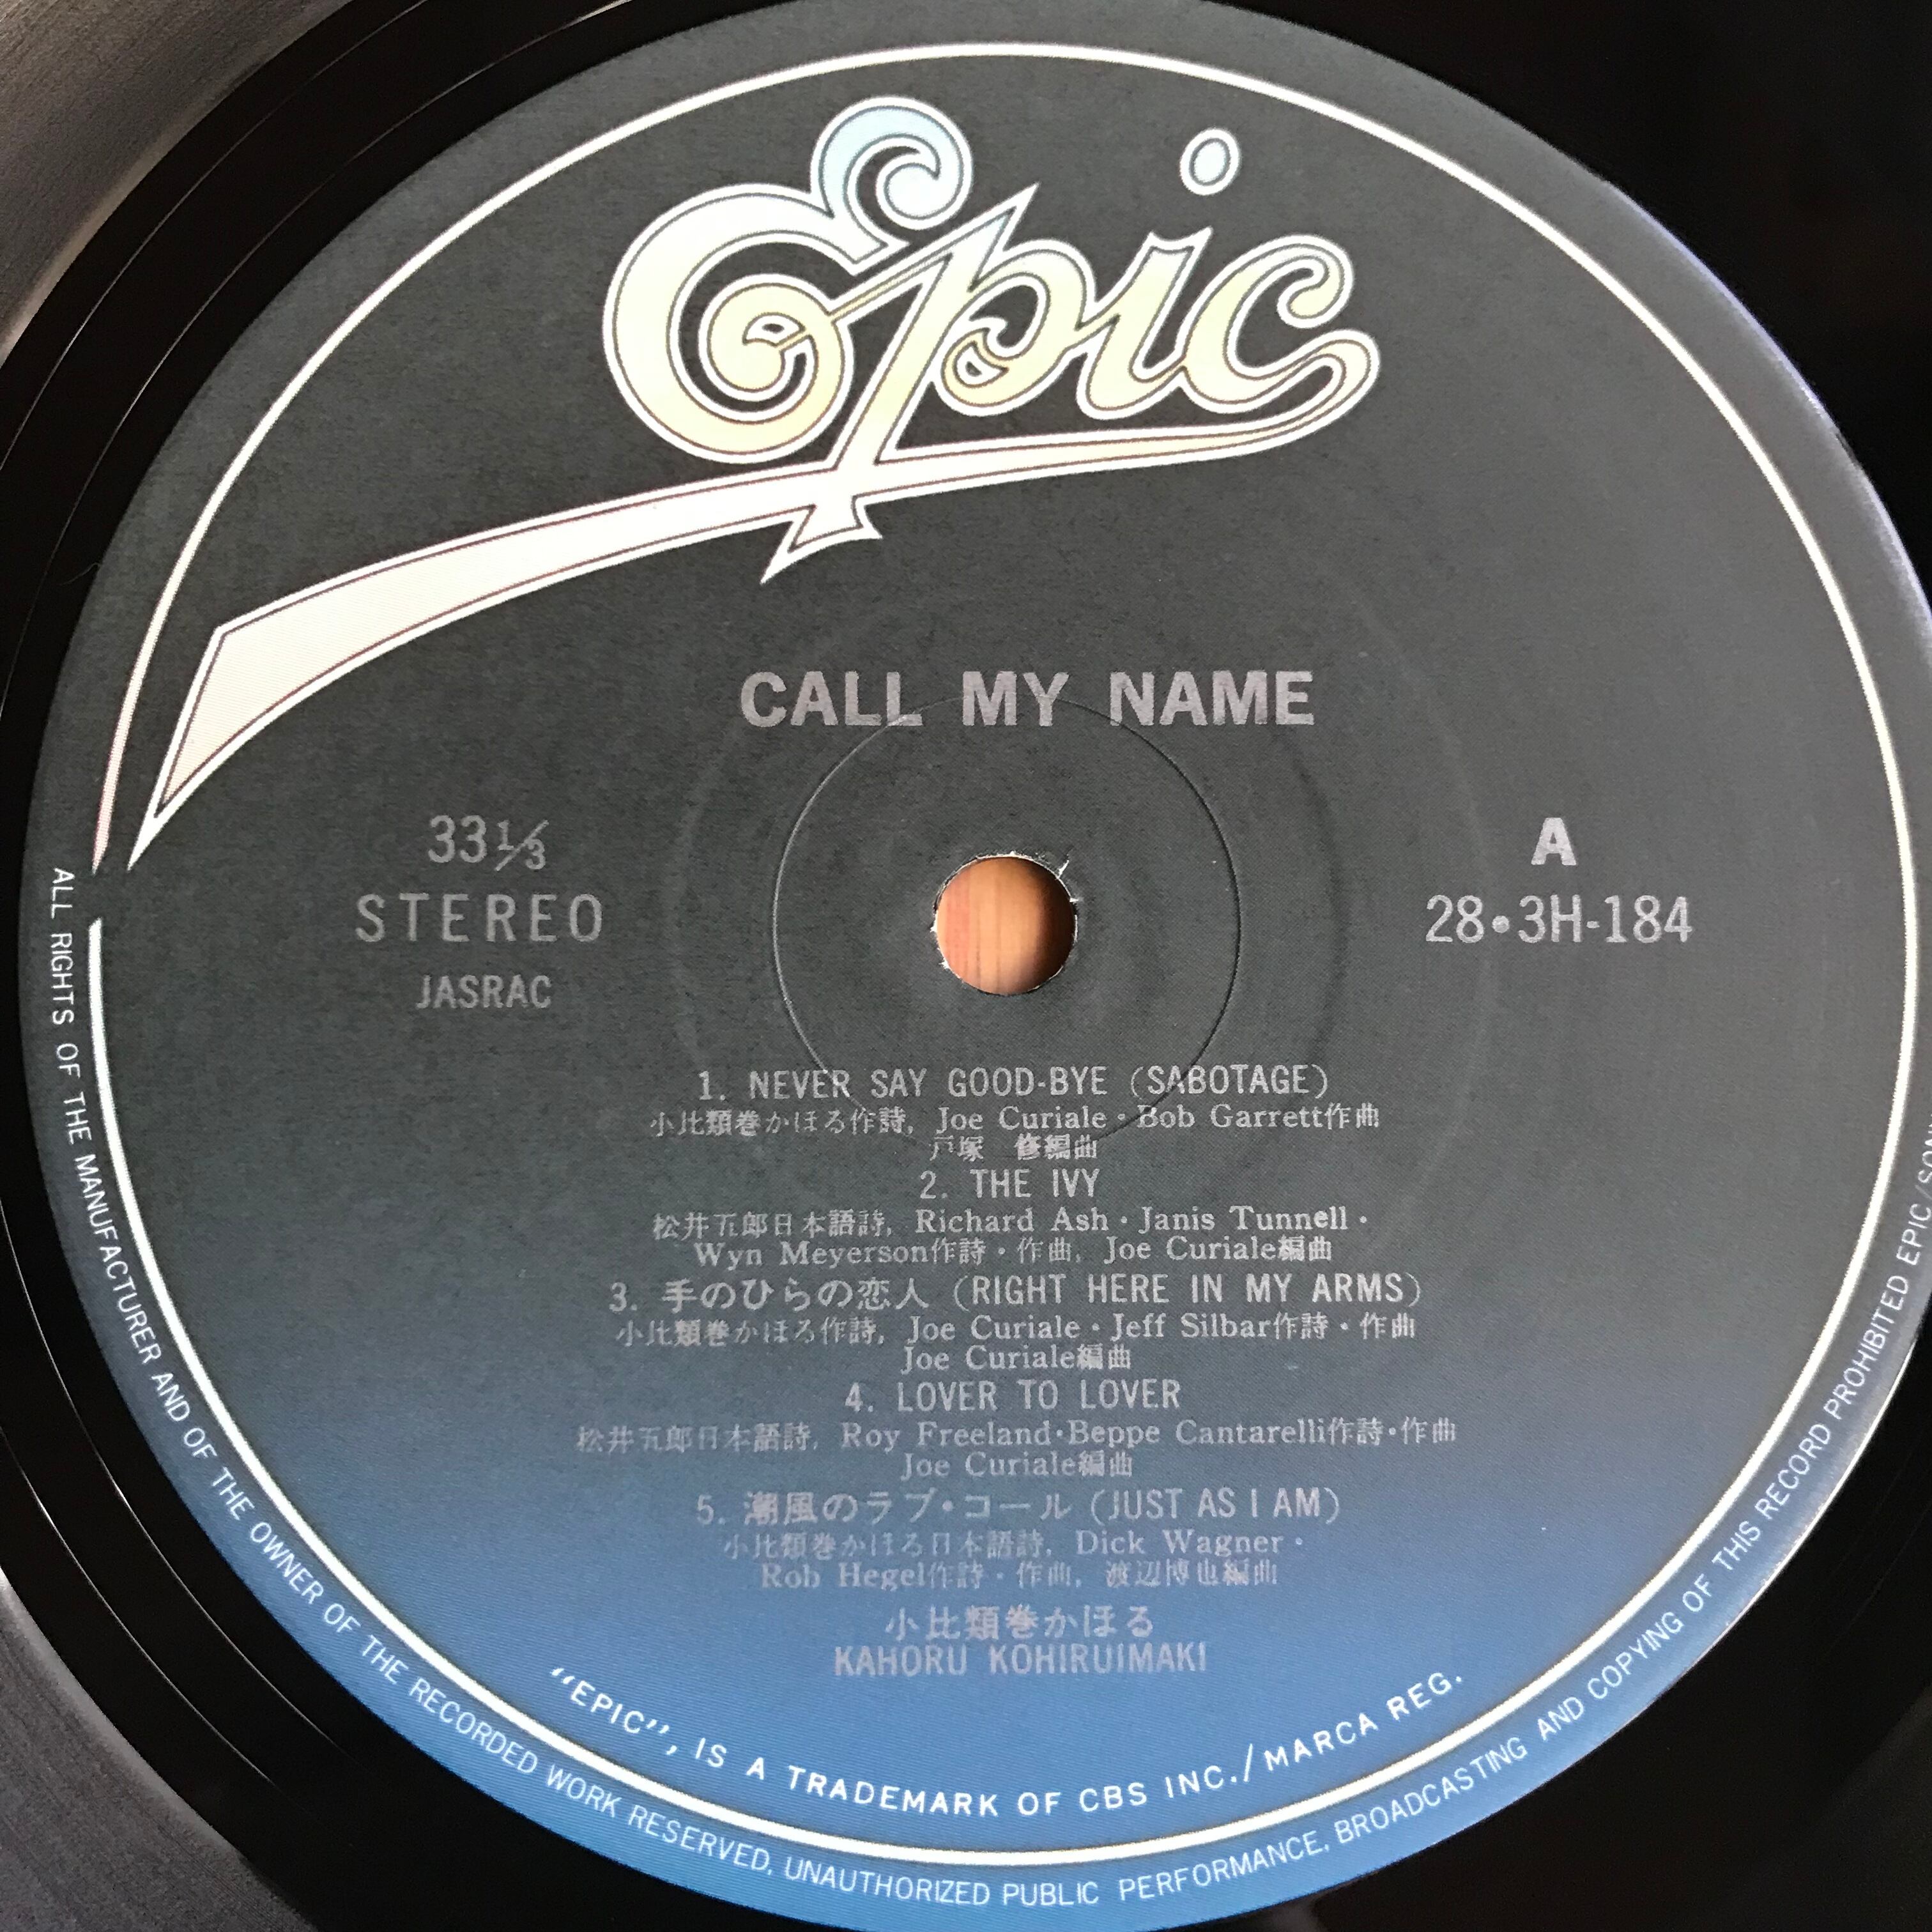 Epic
CALL MY NAME
33 1/3
STEREO
JASRAC
A
28•3H-184
1. NEVER SAY GOOD-BYE (SABOTAGE)
小比類巻かほる作詩, Joe Curiale・Bob Garrett作曲
戸塚 修編曲
2. THE IVY
松井五郎日本語詩, Richard Ash・Janis Tunnell・
Wyn Meyerson作詩・作曲, Joe Curiale編曲
3. 手のひらの恋人 (RIGHT HERE IN MY ARMS)
小比類巻かほる作詩, Joe Curiale・Jeff Silbar作詩・作曲
Joe Curiale編曲
4. LOVER TO LOVER
松井五郎日本語詩, Roy Freeland・Beppe Cantarelli作詩・作曲
Joe Curiale編曲
5. 潮風のラブ・コール (JUST AS I AM)
小比類巻かほる日本語詩, Dick Wagner・
Rob Hegel作詩・作曲, 渡辺博也編曲
小比類巻かほる
KAHORU KOHIRUIMAKI
"EPIC", IS A TRADEMARK OF CBS INC./MARCA REG.
ALL RIGHTS OF THE MANUFACTURER AND OF THE OWNER OF THE RECORDED WORK RESERVED, UNAUTHORIZED PUBLIC PERFORMANCE, BROADCASTING AND COPYING OF THIS RECORD PROHIBITED EPIC/